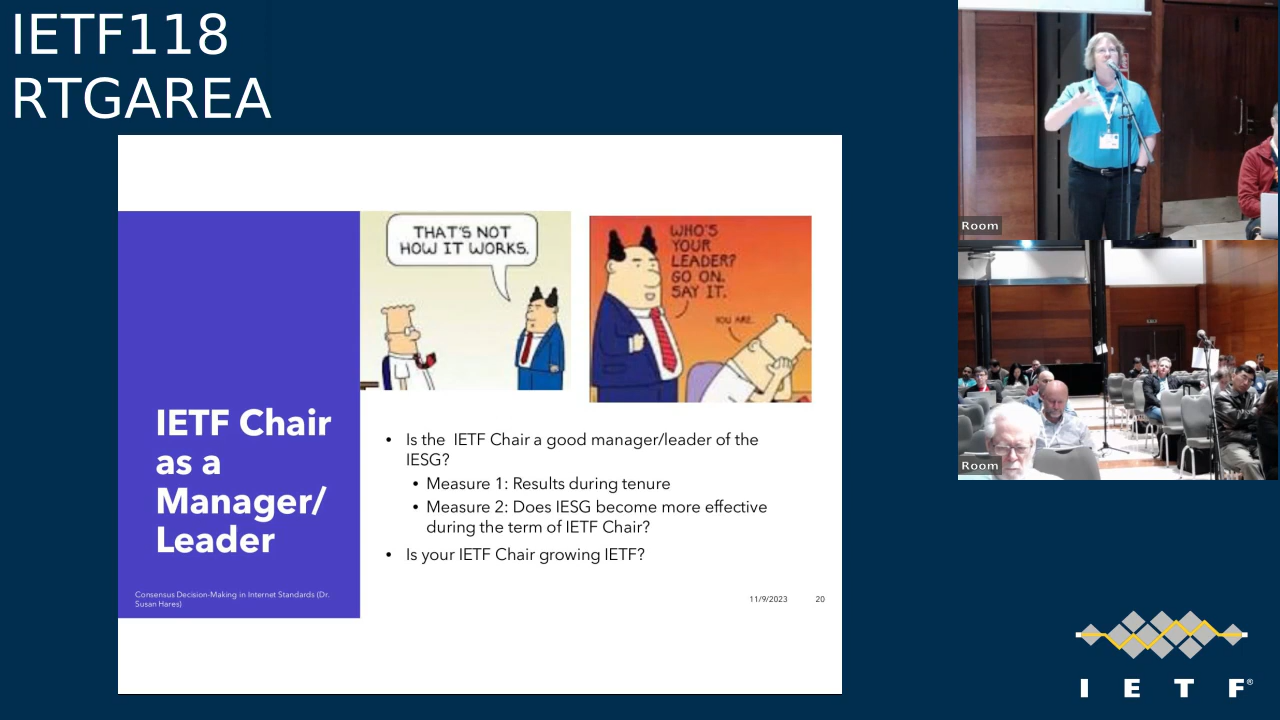 IETF118
RTGAREA
THAT'S NOT
HOW IT WORKS.
WHO'S
YOUR
LEADER?
GO ON.
SAY IT.
YOU ARE.
IETF Chair
as a
Manager/
Leader
• Is the  IETF Chair a good manager/leader of the
IESG?
• Measure 1: Results during tenure
• Measure 2: Does IESG become more effective
during the term of IETF Chair?
• Is your IETF Chair growing IETF?
Consensus Decision-Making in Internet Standards (Dr.
Susan Hares)
11/9/2023 20
Room
Room
I E T F®